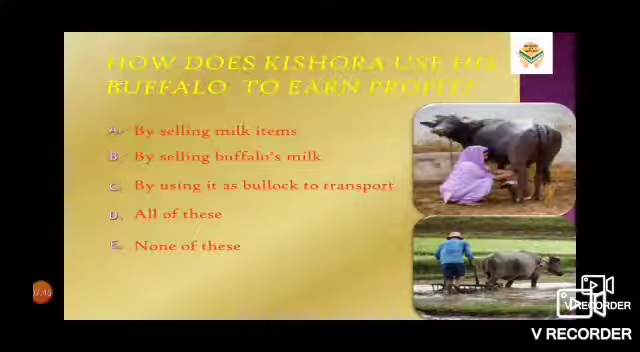 HOW DOES KISHORA USE HIS
BUFFALO TO EARN PROFIT?
A. By selling milk items
B. By selling buffalo's milk
C. By using it as bullock to transport
D. All of these
E. None of these
V RECORDER
V RECORDER